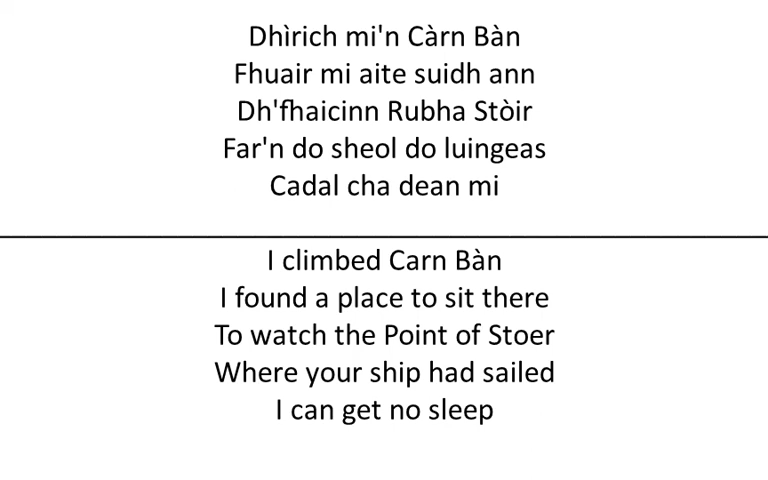 Dhìrich mi'n Càrn Bàn
Fhuair mi aite suidh ann
Dh'fhaicinn Rubha Stòir
Far'n do sheol do luingeas
Cadal cha dean mi
I climbed Carn Bàn
I found a place to sit there
To watch the Point of Stoer
Where your ship had sailed
I can get no sleep